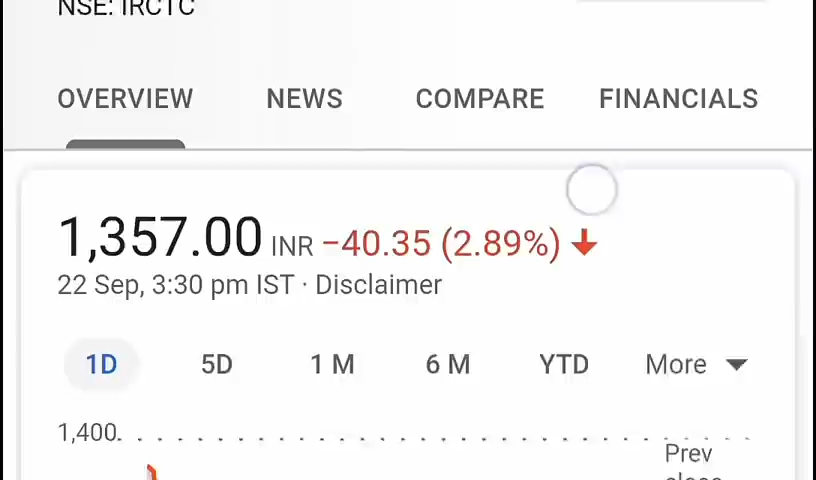 NSE: IRCTC
OVERVIEW NEWS COMPARE FINANCIALS
1,357.00 INR −40.35 (2.89%)
22 Sep, 3:30 pm IST · Disclaimer
1D 5D 1 M 6 M YTD More
1,400
Prev
close